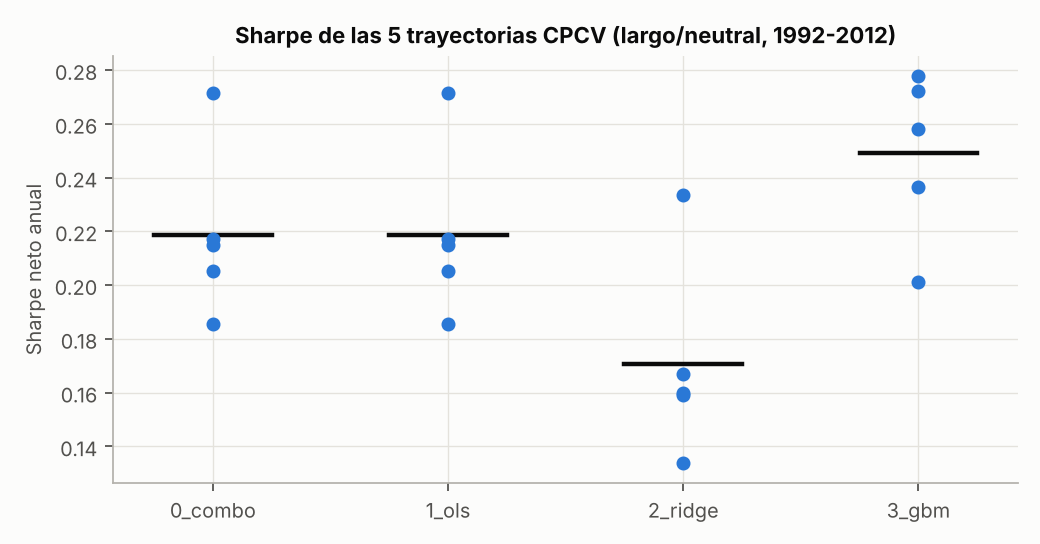 Sharpe de las 5 trayectorias CPCV (largo/neutral, 1992-2012)
Sharpe neto anual
0.28
0.26
0.24
0.22
0.20
0.18
0.16
0.14
0_combo
1_ols
2_ridge
3_gbm